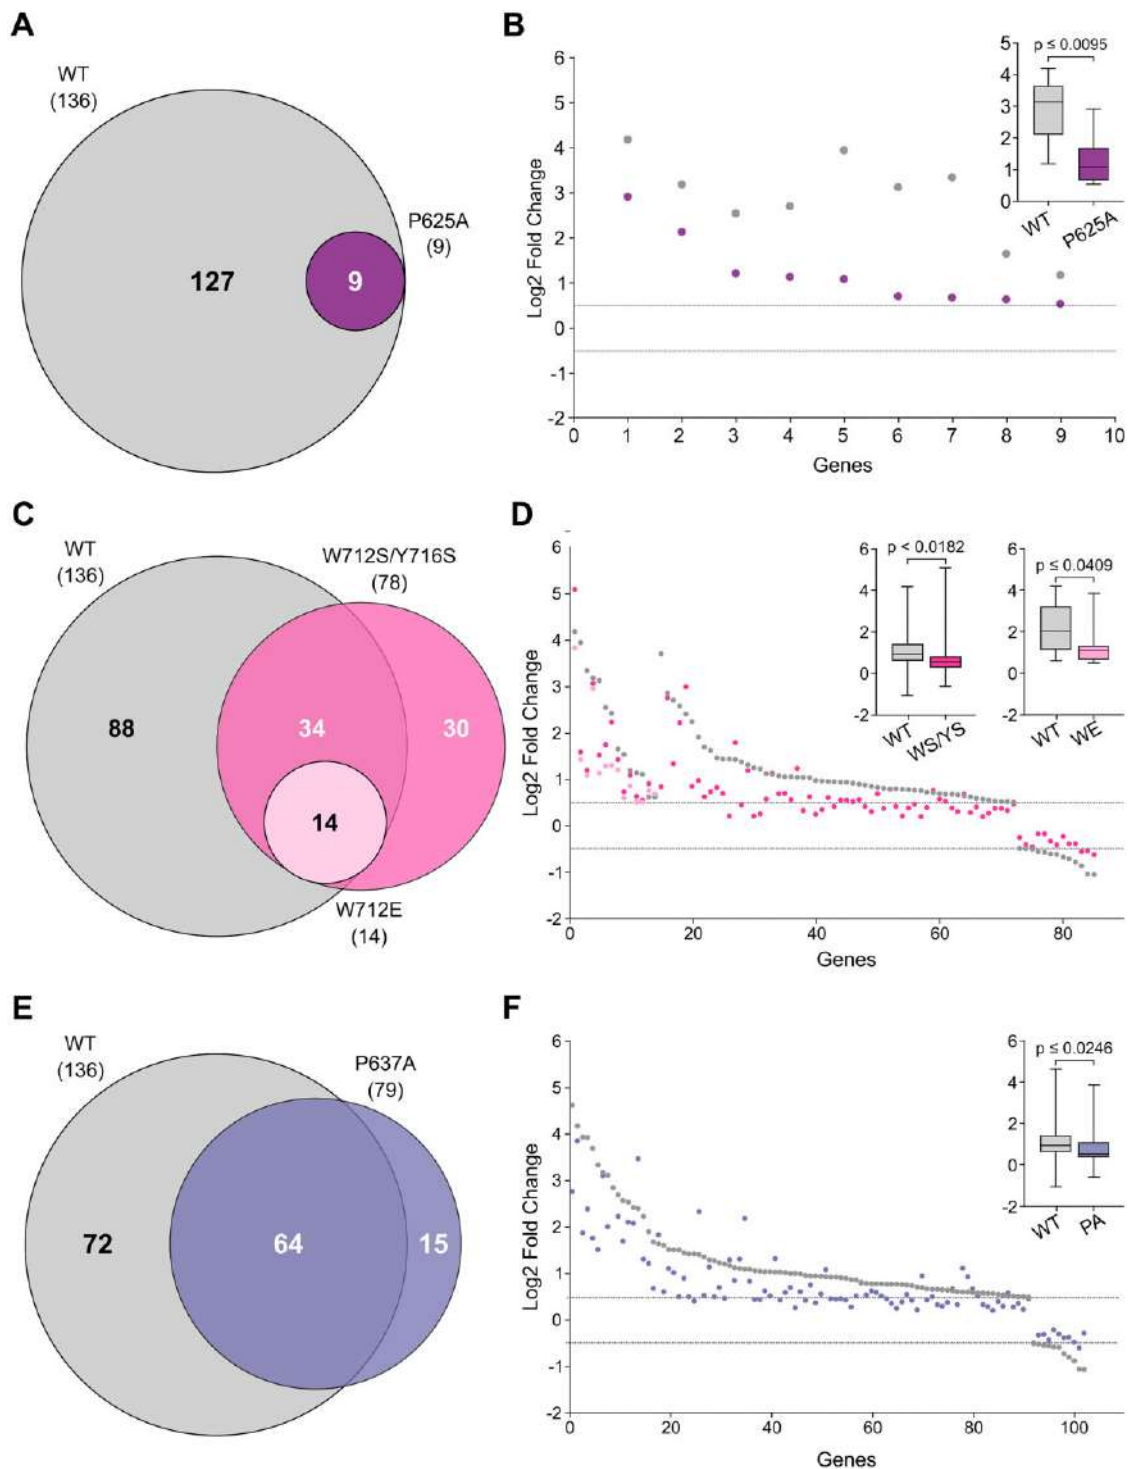 A
WT
(136)
P625A
(9)
127
9
B
Log2 Fold Change
6
5
4
3
2
1
0
-1
-2
0 1 2 3 4 5 6 7 8 9 10
Genes
p ≤ 0.0095
5
4
3
2
1
0
WT
P625A
C
WT
(136)
W712S/Y716S
(78)
88
34
30
14
W712E
(14)
D
Log2 Fold Change
6
5
4
3
2
1
0
-1
-2
0 20 40 60 80
Genes
p < 0.0182
6
4
2
0
-2
WT
WS/YS
p ≤ 0.0409
6
4
2
0
-2
WT
WE
E
WT
(136)
P637A
(79)
72
64
15
F
Log2 Fold Change
6
5
4
3
2
1
0
-1
-2
0 20 40 60 80 100
Genes
p ≤ 0.0246
6
4
2
0
-2
WT
PA